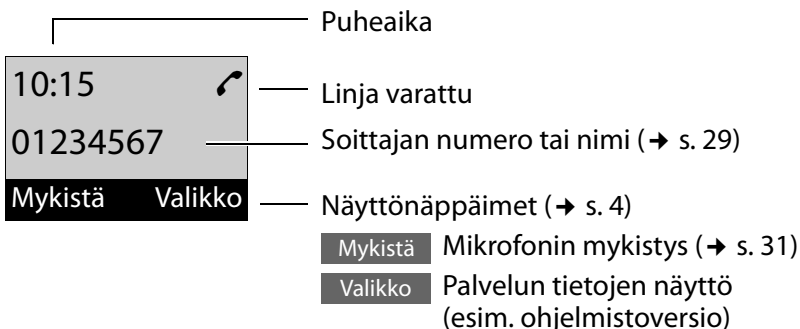 Puheaika
10:15
Linja varattu
01234567
Soittajan numero tai nimi (➔ s. 29)
Mykistä Valikko
Näyttönäppäimet (➔ s. 4)
Mykistä Mikrofonin mykistys (➔ s. 31)
Valikko Palvelun tietojen näyttö
(esim. ohjelmistoversio)